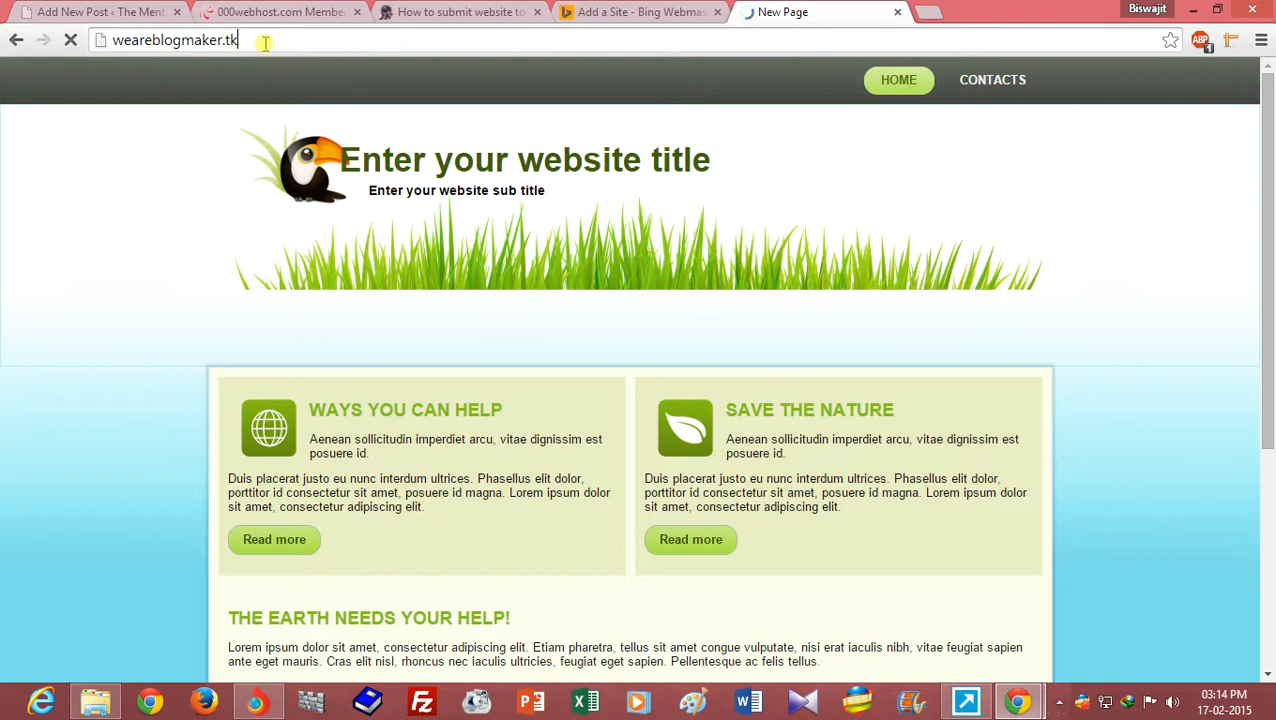 Add New Post ‹ The Ment
000webhost.com Membe
How to submit website to
Add a Site - Bing Webmas
New Page
Biswajit
weareblogmaker.tk
ABP
1
HOME
CONTACTS
Enter your website title
Enter your website sub title
WAYS YOU CAN HELP
Aenean sollicitudin imperdiet arcu, vitae dignissim est
posuere id.
Duis placerat justo eu nunc interdum ultrices. Phasellus elit dolor,
porttitor id consectetur sit amet, posuere id magna. Lorem ipsum dolor
sit amet, consectetur adipiscing elit.
Read more
SAVE THE NATURE
Aenean sollicitudin imperdiet arcu, vitae dignissim est
posuere id.
Duis placerat justo eu nunc interdum ultrices. Phasellus elit dolor,
porttitor id consectetur sit amet, posuere id magna. Lorem ipsum dolor
sit amet, consectetur adipiscing elit.
Read more
THE EARTH NEEDS YOUR HELP!
Lorem ipsum dolor sit amet, consectetur adipiscing elit. Etiam pharetra, tellus sit amet congue vulputate, nisi erat iaculis nibh, vitae feugiat sapien
ante eget mauris. Cras elit nisl, rhoncus nec iaculis ultricies, feugiat eget sapien. Pellentesque ac felis tellus.
03:14 PM
17-02-2015